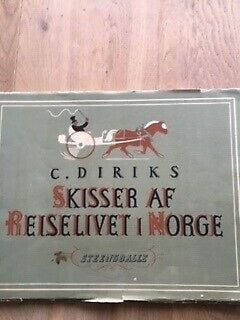 C. DIRIKS
SKISSER AF
REISELIVET I NORGE
STEENSBALLE